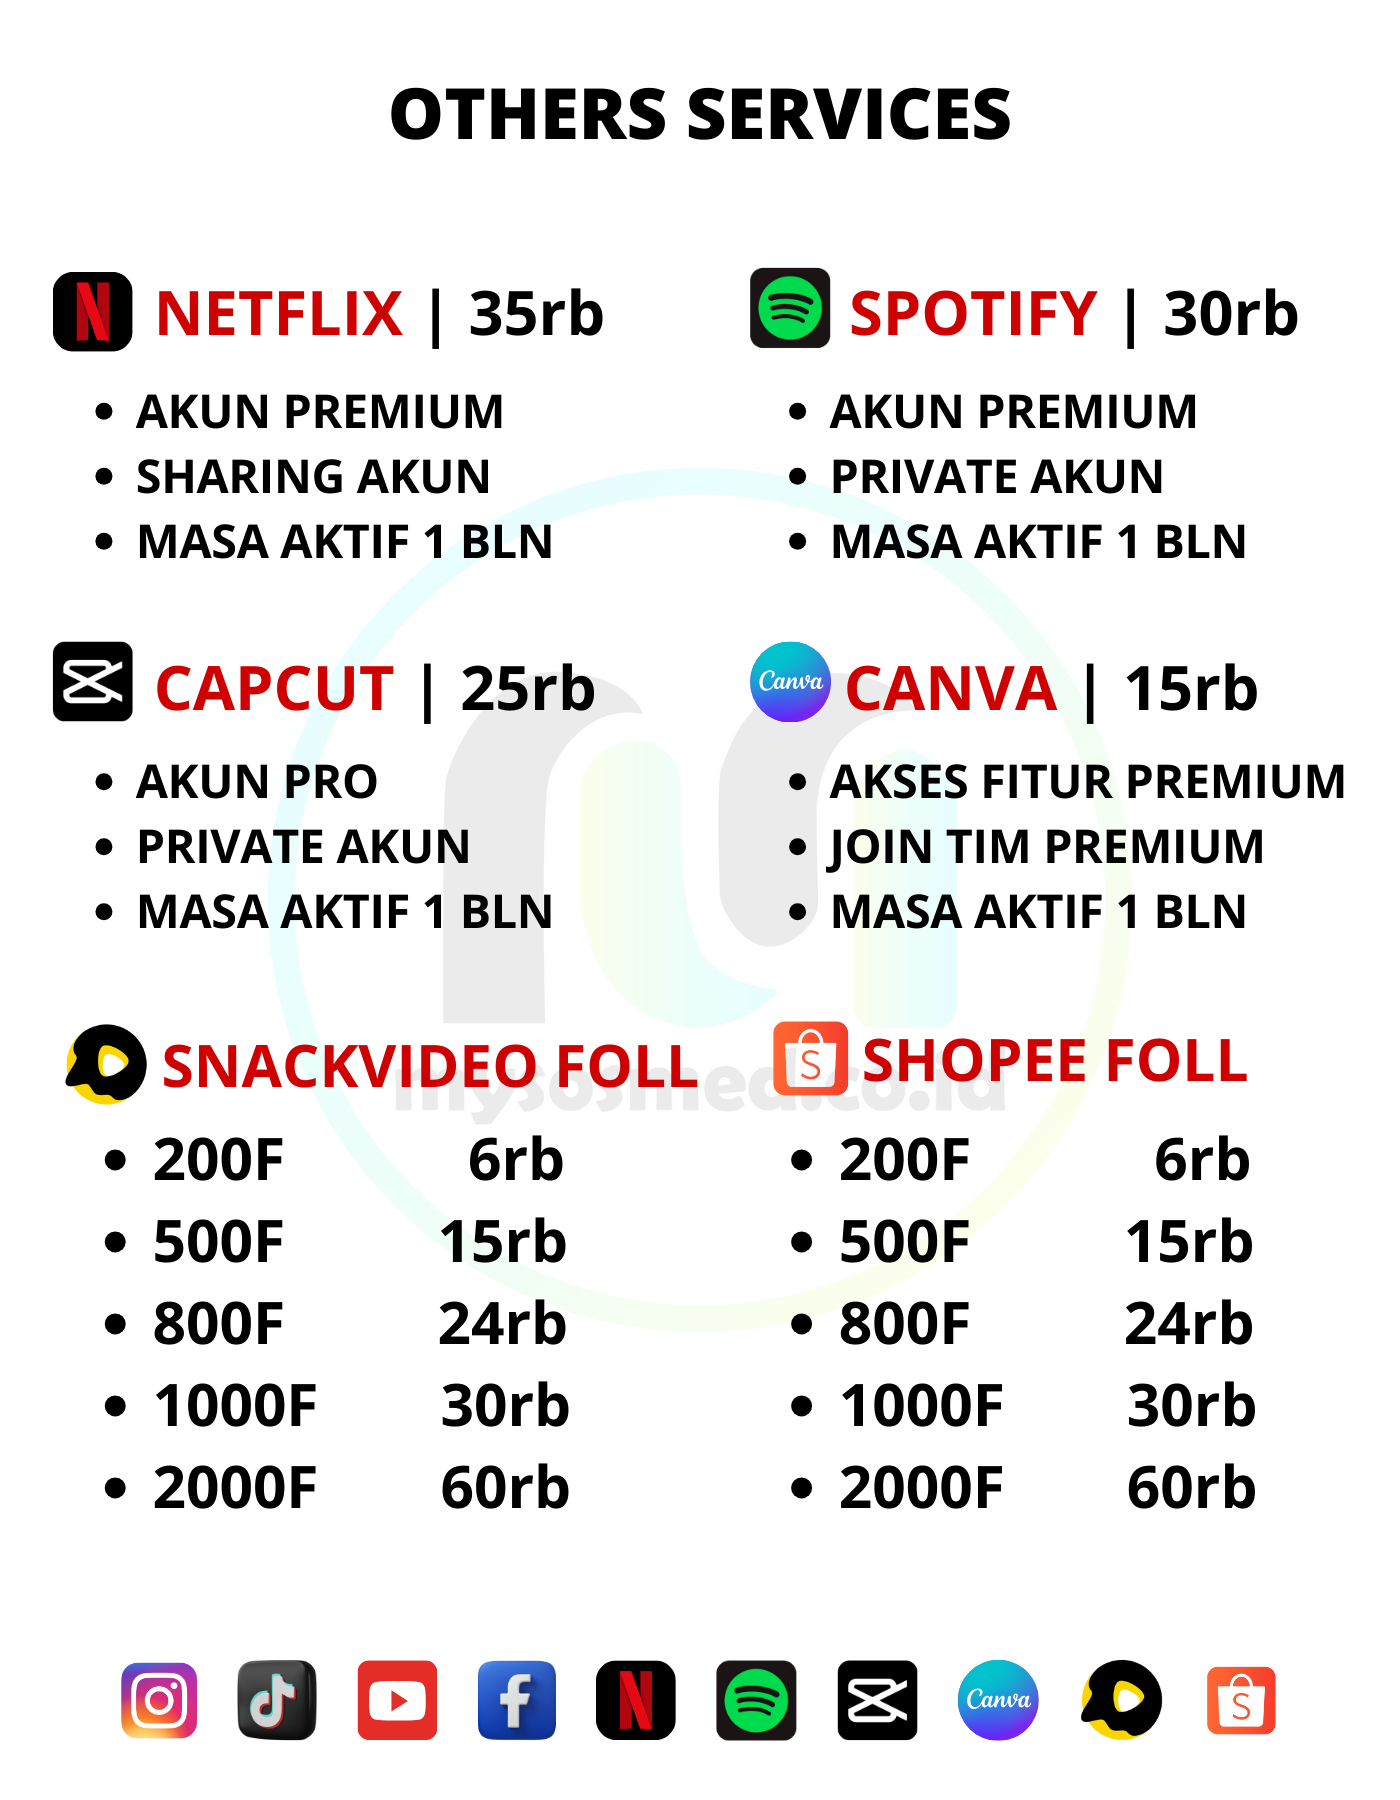 OTHERS SERVICES
NETFLIX | 35rb
AKUN PREMIUM
SHARING AKUN
MASA AKTIF 1 BLN
SPOTIFY | 30rb
AKUN PREMIUM
PRIVATE AKUN
MASA AKTIF 1 BLN
CAPCUT | 25rb
AKUN PRO
PRIVATE AKUN
MASA AKTIF 1 BLN
Canva
CANVA | 15rb
AKSES FITUR PREMIUM
JOIN TIM PREMIUM
MASA AKTIF 1 BLN
SNACKVIDEO FOLL
200F 6rb
500F 15rb
800F 24rb
1000F 30rb
2000F 60rb
SHOPEE FOLL
200F 6rb
500F 15rb
800F 24rb
1000F 30rb
2000F 60rb
mysosmed.co.id
Canva